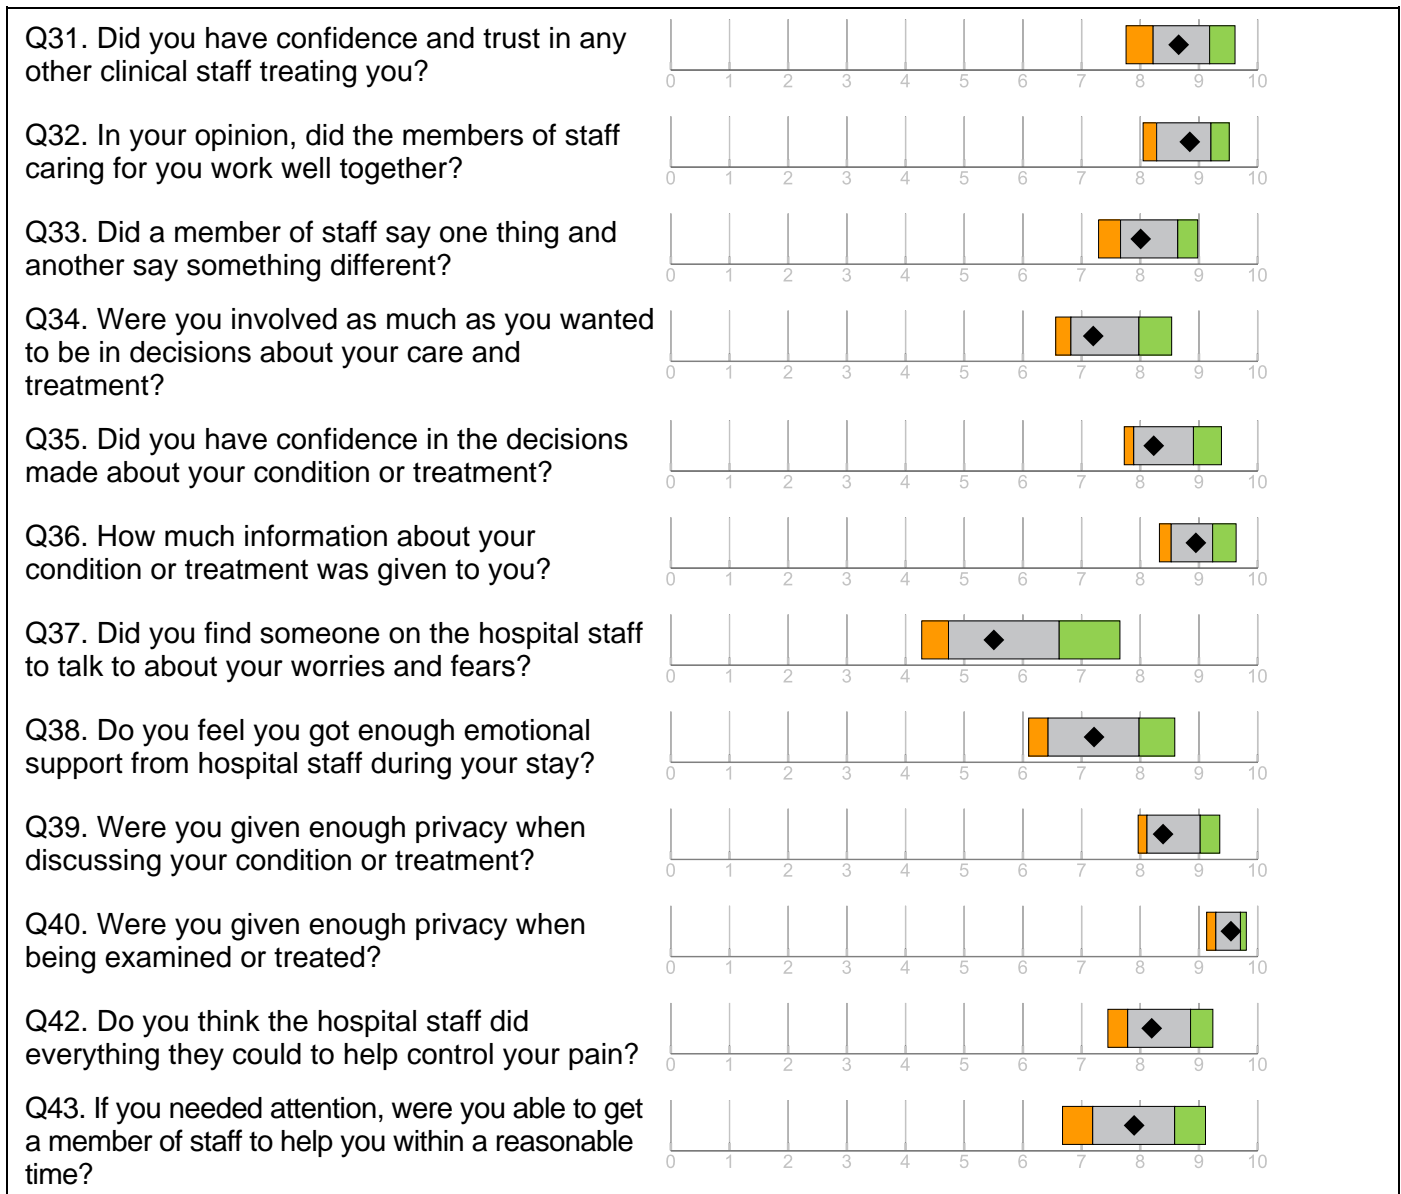 Q31. Did you have confidence and trust in any
other clinical staff treating you?
0 1 2 3 4 5 6 7 8 9 10
Q32. In your opinion, did the members of staff
caring for you work well together?
0 1 2 3 4 5 6 7 8 9 10
Q33. Did a member of staff say one thing and
another say something different?
0 1 2 3 4 5 6 7 8 9 10
Q34. Were you involved as much as you wanted
to be in decisions about your care and
treatment?
0 1 2 3 4 5 6 7 8 9 10
Q35. Did you have confidence in the decisions
made about your condition or treatment?
0 1 2 3 4 5 6 7 8 9 10
Q36. How much information about your
condition or treatment was given to you?
0 1 2 3 4 5 6 7 8 9 10
Q37. Did you find someone on the hospital staff
to talk to about your worries and fears?
0 1 2 3 4 5 6 7 8 9 10
Q38. Do you feel you got enough emotional
support from hospital staff during your stay?
0 1 2 3 4 5 6 7 8 9 10
Q39. Were you given enough privacy when
discussing your condition or treatment?
0 1 2 3 4 5 6 7 8 9 10
Q40. Were you given enough privacy when
being examined or treated?
0 1 2 3 4 5 6 7 8 9 10
Q42. Do you think the hospital staff did
everything they could to help control your pain?
0 1 2 3 4 5 6 7 8 9 10
Q43. If you needed attention, were you able to get
a member of staff to help you within a reasonable
time?
0 1 2 3 4 5 6 7 8 9 10